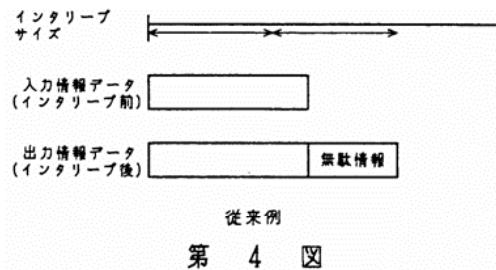 インタリーブ
サイズ
入力情報データ
(インタリーブ前)
出力情報データ
(インタリーブ後)
無駄情報
従来例
第 4 図